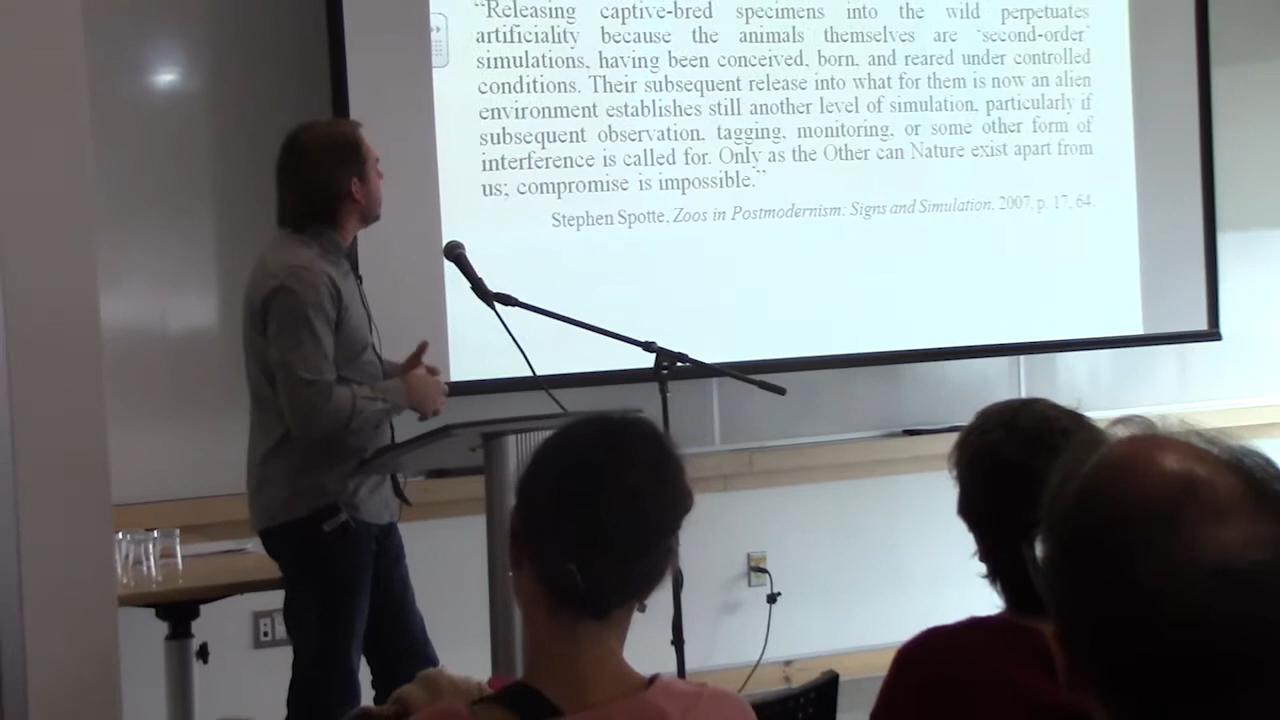 “Releasing captive-bred specimens into the wild perpetuates
artificiality because the animals themselves are ‘second-order’
simulations, having been conceived, born, and reared under controlled
conditions. Their subsequent release into what for them is now an alien
environment establishes still another level of simulation, particularly if
subsequent observation, tagging, monitoring, or some other form of
interference is called for. Only as the Other can Nature exist apart from
us; compromise is impossible.”
Stephen Spotte, Zoos in Postmodernism: Signs and Simulation, 2007, p. 17, 64.